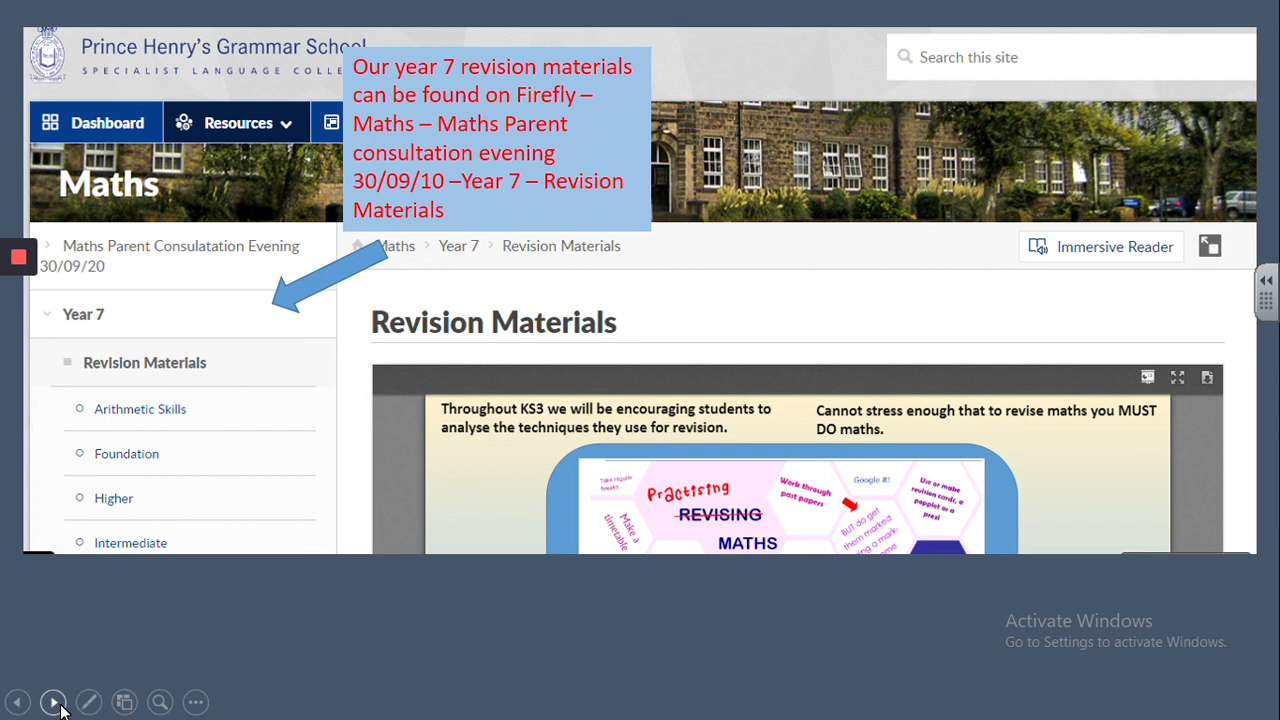 Prince Henry's Grammar School
SPECIALIST LANGUAGE COLLE
Search this site
Our year 7 revision materials
can be found on Firefly –
Maths – Maths Parent
consultation evening
30/09/10 –Year 7 – Revision
Materials
Dashboard
Resources
Maths
Maths Parent Consulatation Evening
30/09/20
Maths
Year 7
Revision Materials
Immersive Reader
Year 7
Revision Materials
Revision Materials
Arithmetic Skills
Foundation
Higher
Intermediate
Throughout KS3 we will be encouraging students to
analyse the techniques they use for revision.
Cannot stress enough that to revise maths you MUST
DO maths.
Take regular
breaks
Practising
REVISING
MATHS
Make a
timetable
Work through
past papers
Google it!
BUT do get
them marked
Use or make
revision cards, a
Activate Windows
Go to Settings to activate Windows.